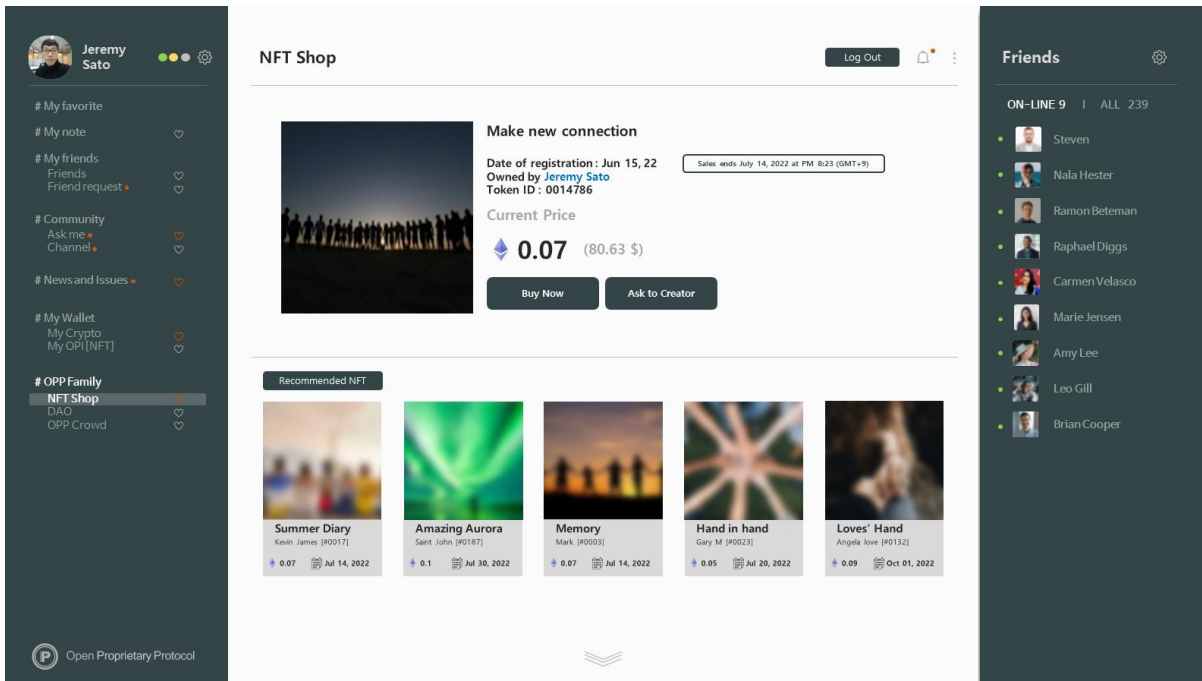 Jeremy
Sato
# My favorite
# My note
# My friends
Friends
Friend request
# Community
Ask me
Channel
# News and Issues
# My Wallet
My Crypto
My OPI [NFT]
# OPP Family
NFT Shop
DAO
OPP Crowd
P Open Proprietary Protocol
NFT Shop
Log Out
Make new connection
Date of registration : Jun 15, 22
Sales ends July 14, 2022 at PM 8:23 (GMT+9)
Owned by Jeremy Sato
Token ID : 0014786
Current Price
0.07 (80.63 $)
Buy Now
Ask to Creator
Recommended NFT
Summer Diary
Kevin James [#0017]
0.07 Jul 14, 2022
Amazing Aurora
Saint John [#0187]
0.1 Jul 30, 2022
Memory
Mark [#0003]
0.07 Jul 14, 2022
Hand in hand
Gary M [#0023]
0.05 Jul 20, 2022
Loves' Hand
Angela love [#0132]
0.09 Oct 01, 2022
Friends
ON-LINE 9 | ALL 239
Steven
Nala Hester
Ramon Beteman
Raphael Diggs
Carmen Velasco
Marie Jensen
Amy Lee
Leo Gill
Brian Cooper